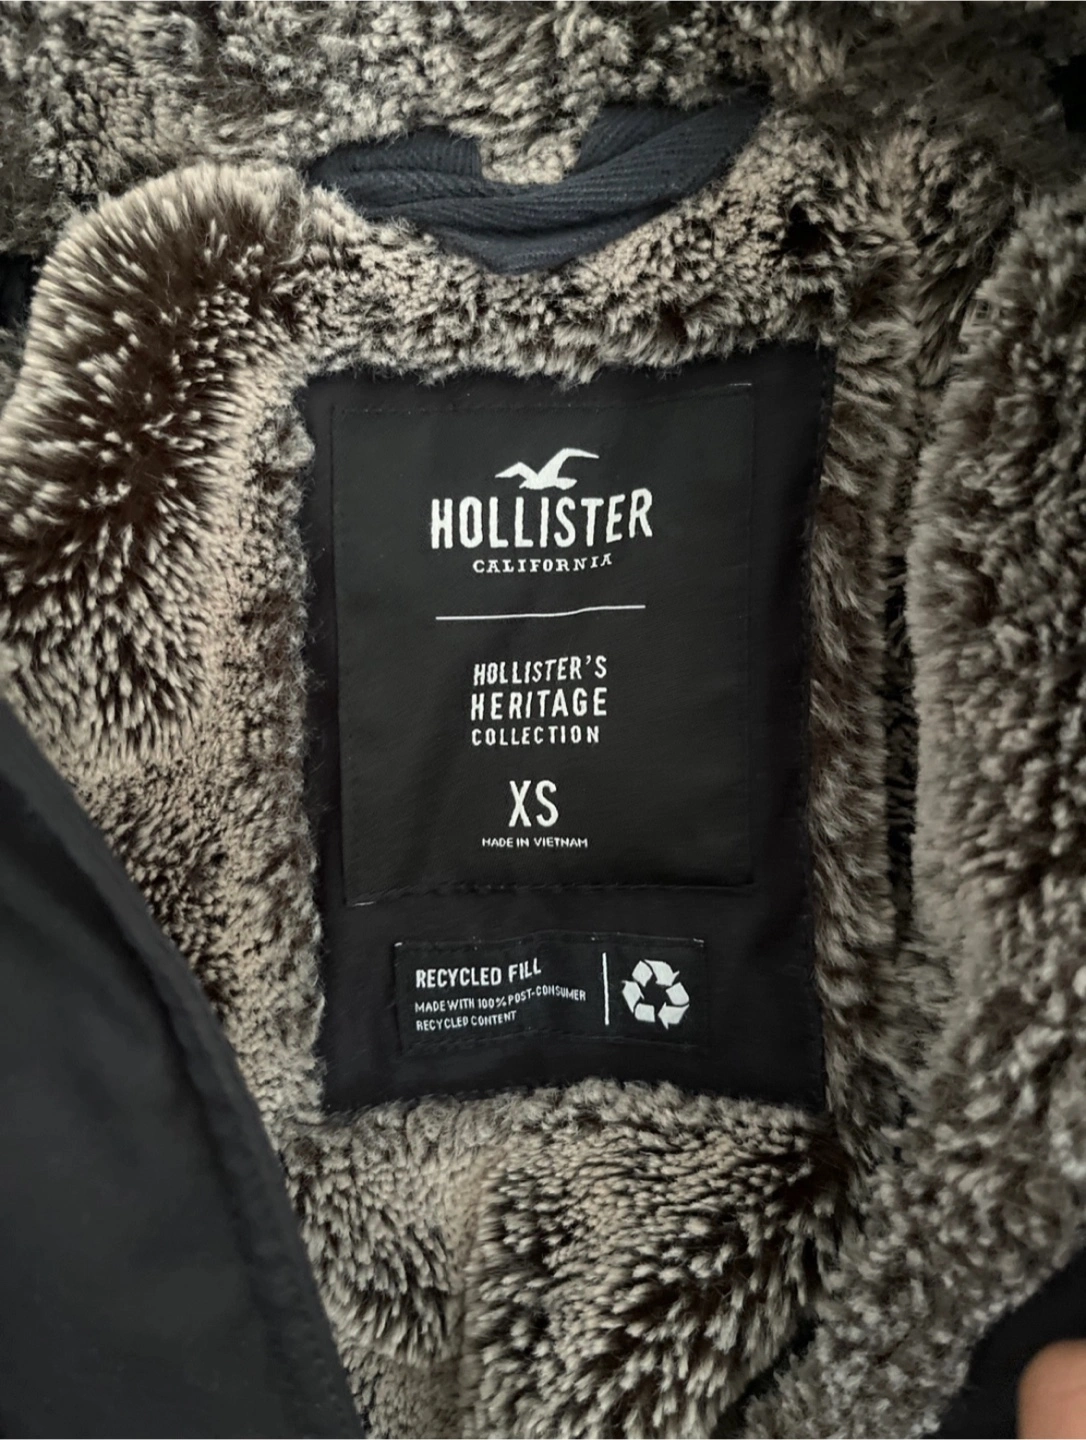 HOLLISTER
CALIFORNIA
HOLLISTER'S
HERITAGE
COLLECTION
XS
MADE IN VIETNAM
RECYCLED FILL
MADE WITH 100% POST-CONSUMER
RECYCLED CONTENT